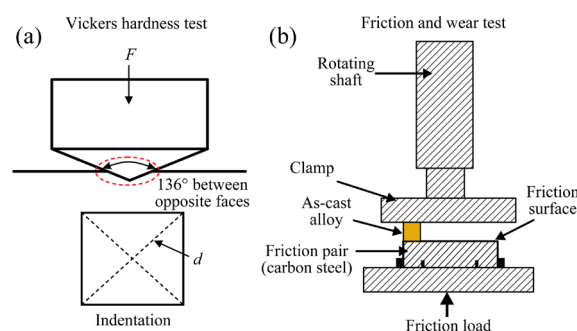 (a)
Vickers hardness test
F
136° between
opposite faces
d
Indentation
(b)
Friction and wear test
Rotating
shaft
Clamp
As-cast
alloy
Friction
surface
Friction pair
(carbon steel)
Friction load